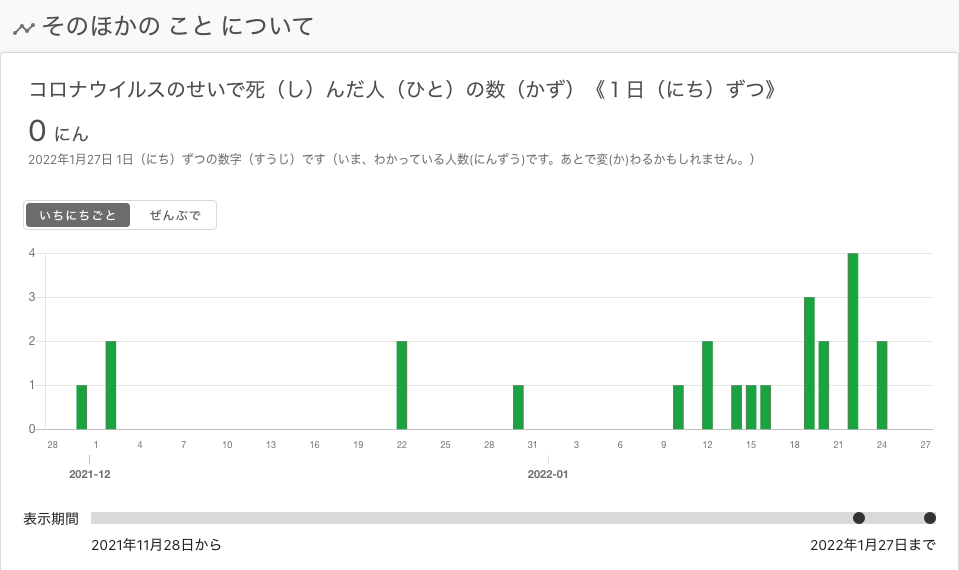 そのほかの こと について
コロナウイルスのせいで死（し）んだ人（ひと）の数（かず）《１日（にち）ずつ》
0 にん
2022年1月27日 1日（にち）ずつの数字（すうじ）です（いま、わかっている人数(にんずう)です。あとで変(か)わるかもしれません。）
いちにちごと ぜんぶで
4
3
2
1
0
28 1 4 7 10 13 16 19 22 25 28 31 3 6 9 12 15 18 21 24 27
2021-12 2022-01
表示期間
2021年11月28日から 2022年1月27日まで